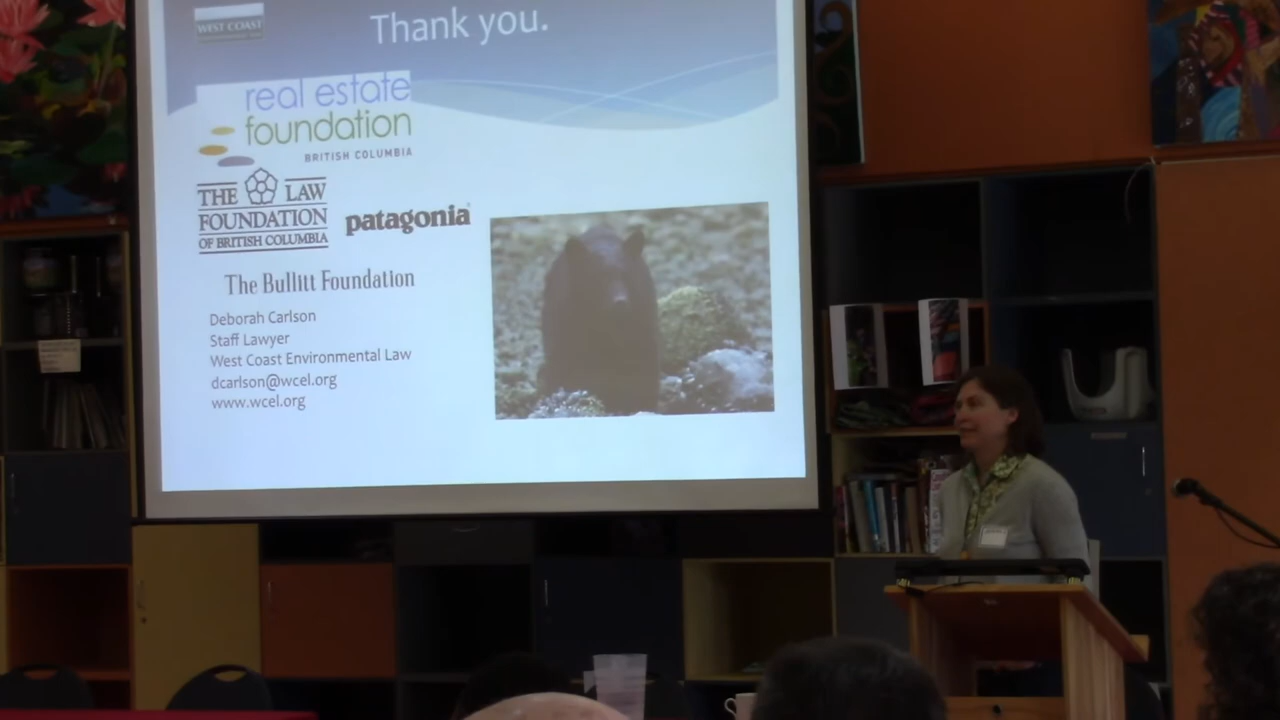 WEST COAST
Thank you.
real estate
foundation
BRITISH COLUMBIA
THE LAW
FOUNDATION
OF BRITISH COLUMBIA
patagonia
The Bullitt Foundation
Deborah Carlson
Staff Lawyer
West Coast Environmental Law
dcarlson@wcel.org
www.wcel.org